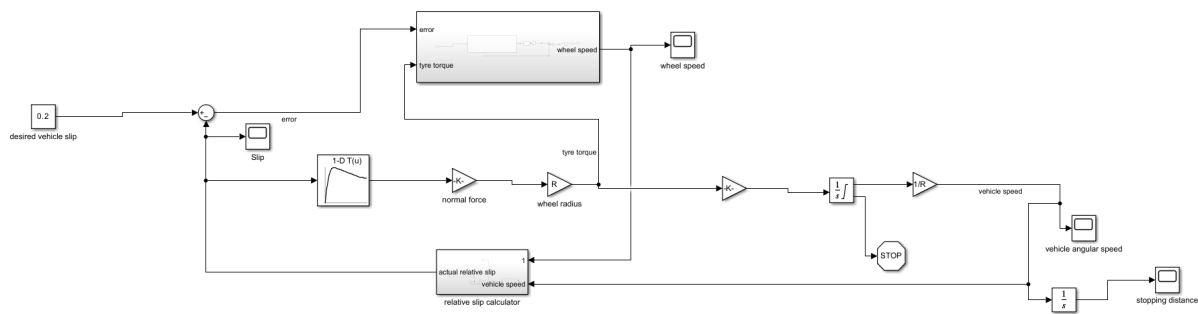 error
wheel speed
tyre torque
wheel speed
0.2
desired vehicle slip
+
−
error
Slip
1-D T(u)
tyre torque
-K-
normal force
R
wheel radius
-K-
1
s
1/R
vehicle speed
vehicle angular speed
STOP
1
actual relative slip
vehicle speed
relative slip calculator
1
s
stopping distance